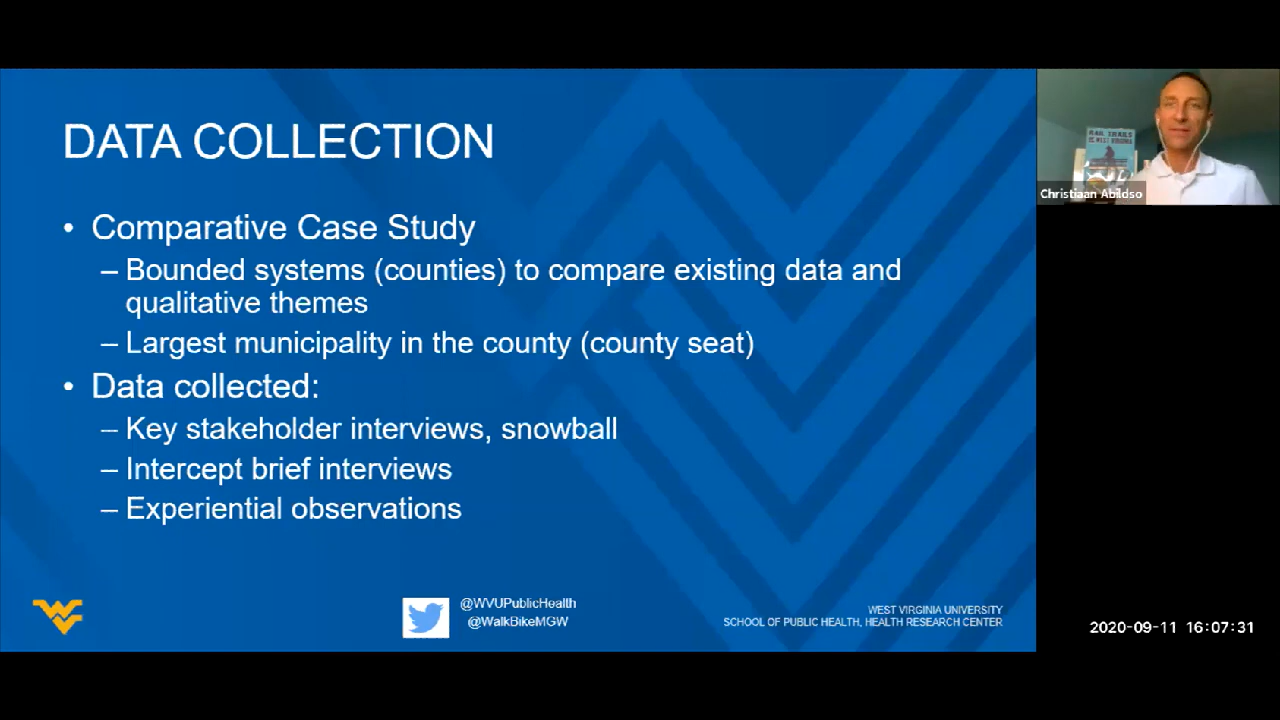 DATA COLLECTION
• Comparative Case Study
– Bounded systems (counties) to compare existing data and
qualitative themes
– Largest municipality in the county (county seat)
• Data collected:
– Key stakeholder interviews, snowball
– Intercept brief interviews
– Experiential observations
@WVUPublicHealth
@WalkBikeMGW
WEST VIRGINIA UNIVERSITY
SCHOOL OF PUBLIC HEALTH, HEALTH RESEARCH CENTER
Christiaan Abildso
2020-09-11 16:07:31